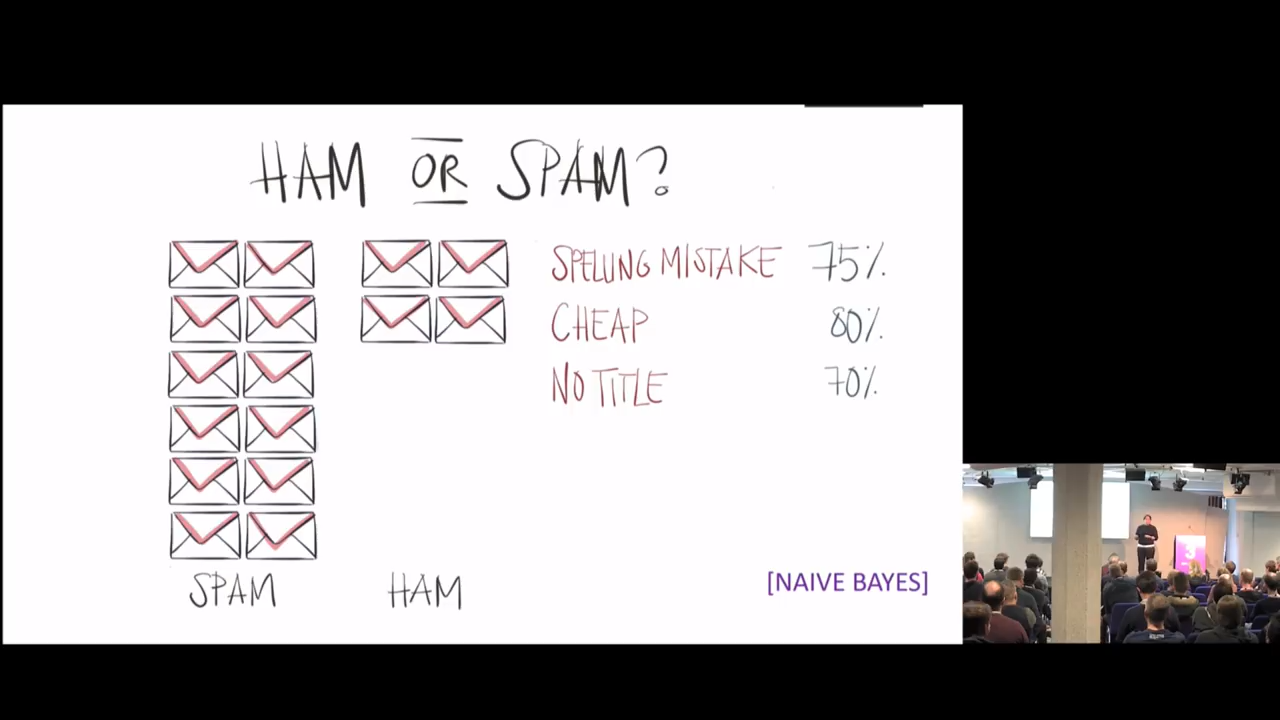 HAM OR SPAM?
SPELLING MISTAKE 75%
CHEAP 80%
NO TITLE 70%
SPAM
HAM
[NAIVE BAYES]